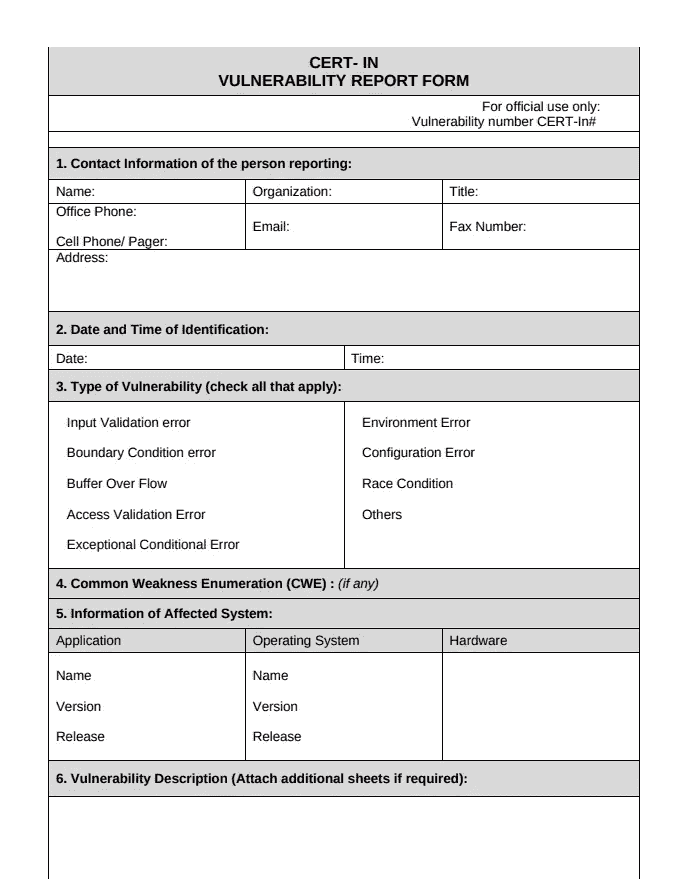 CERT- IN
VULNERABILITY REPORT FORM
For official use only:
Vulnerability number CERT-In#
1. Contact Information of the person reporting:
Name:
Organization:
Title:
Office Phone:
Cell Phone/ Pager:
Email:
Fax Number:
Address:
2. Date and Time of Identification:
Date:
Time:
3. Type of Vulnerability (check all that apply):
Input Validation error
Boundary Condition error
Buffer Over Flow
Access Validation Error
Exceptional Conditional Error
Environment Error
Configuration Error
Race Condition
Others
4. Common Weakness Enumeration (CWE) : (if any)
5. Information of Affected System:
Application
Operating System
Hardware
Name
Version
Release
Name
Version
Release
6. Vulnerability Description (Attach additional sheets if required):